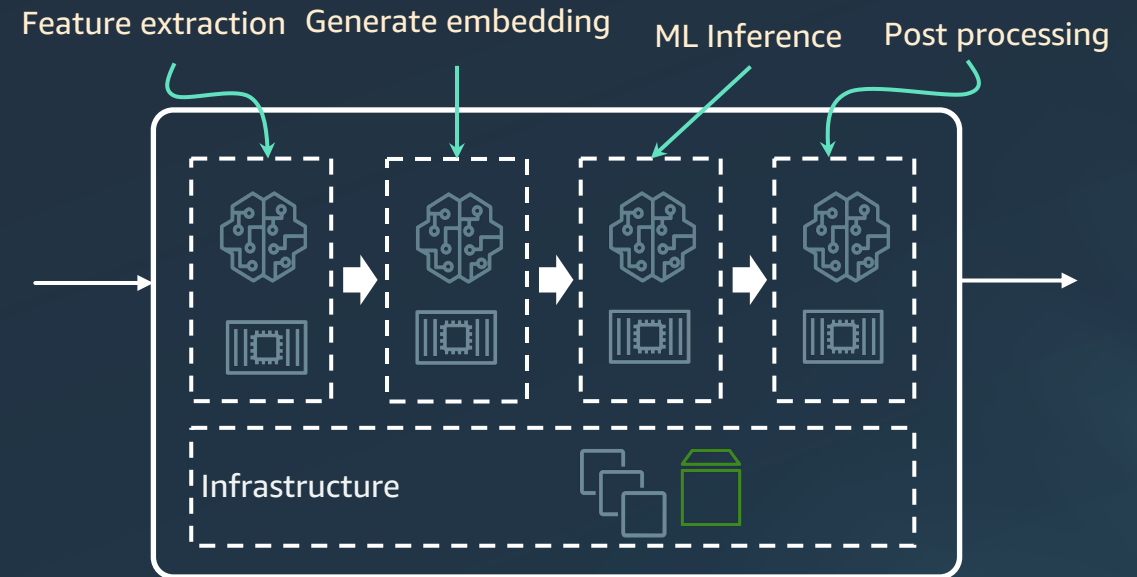 Feature extraction
Generate embedding
ML Inference
Post processing
Infrastructure